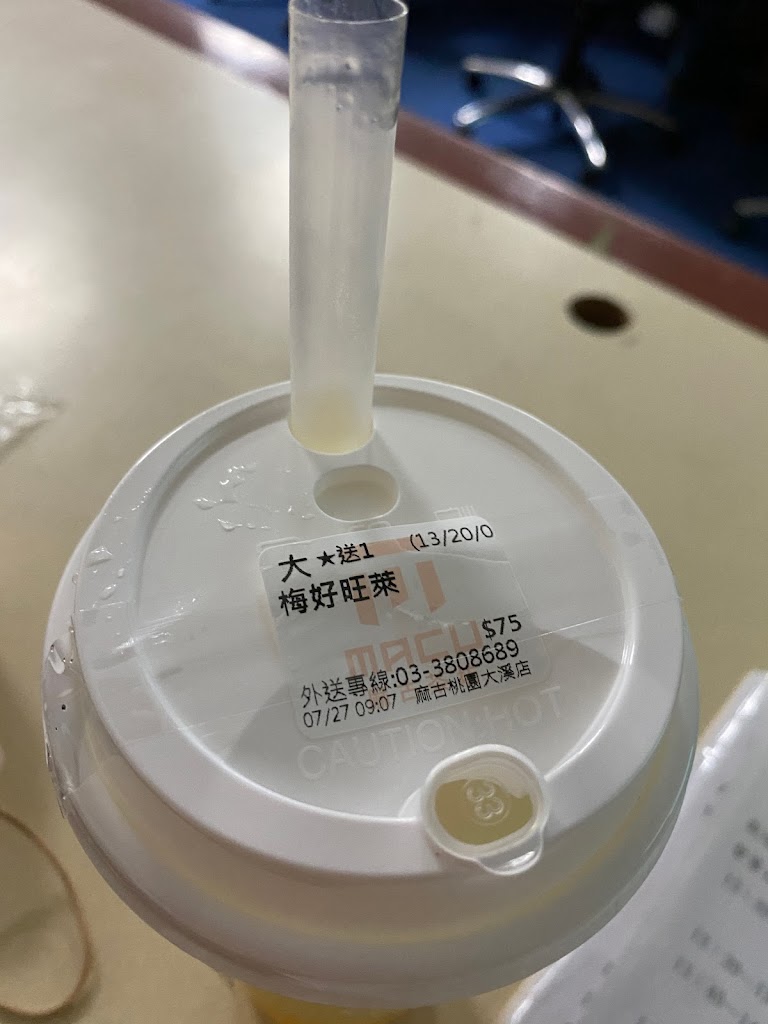 大 ★送1 (13/20/0
梅好旺萊
$75
MACU
外送專線:03-3808689
07/27 09:07 麻古桃園大溪店
CAUTION:HOT
33